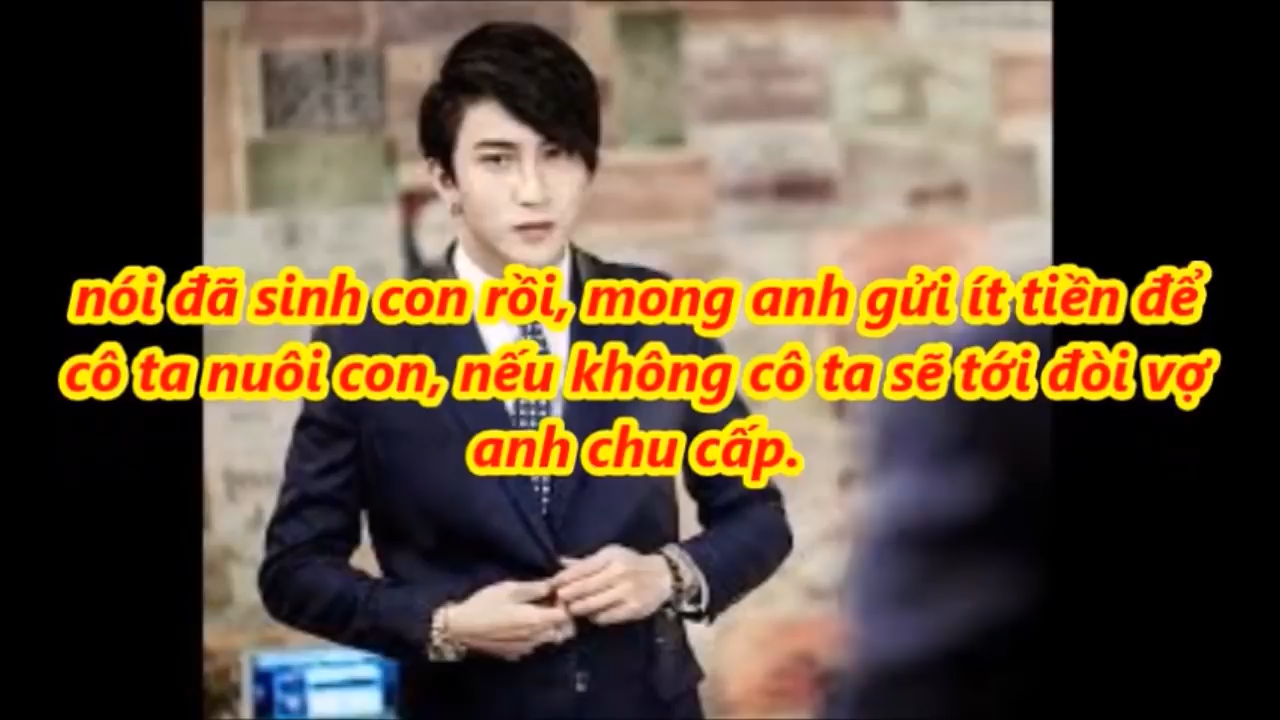 nói đã sinh con rồi, mong anh gửi ít tiền để
cô ta nuôi con, nếu không cô ta sẽ tới đòi vợ
anh chu cấp.